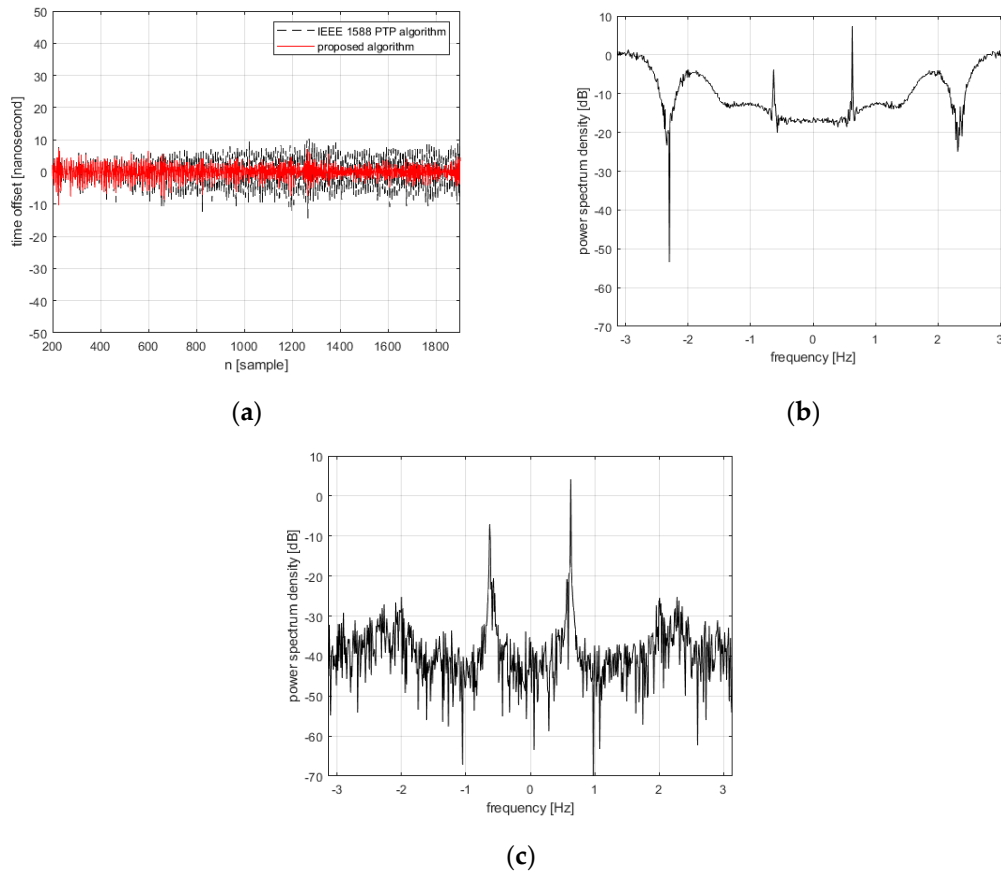 50
40
30
20
10
0
-10
-20
-30
-40
-50
time offset [nanosecond]
IEEE 1588 PTP algorithm
proposed algorithm
200 400 600 800 1000 1200 1400 1600 1800
n [sample]
(a)
10
0
-10
-20
-30
-40
-50
-60
-70
power spectrum density [dB]
-3 -2 -1 0 1 2 3
frequency [Hz]
(b)
10
0
-10
-20
-30
-40
-50
-60
-70
power spectrum density [dB]
-3 -2 -1 0 1 2 3
frequency [Hz]
(c)